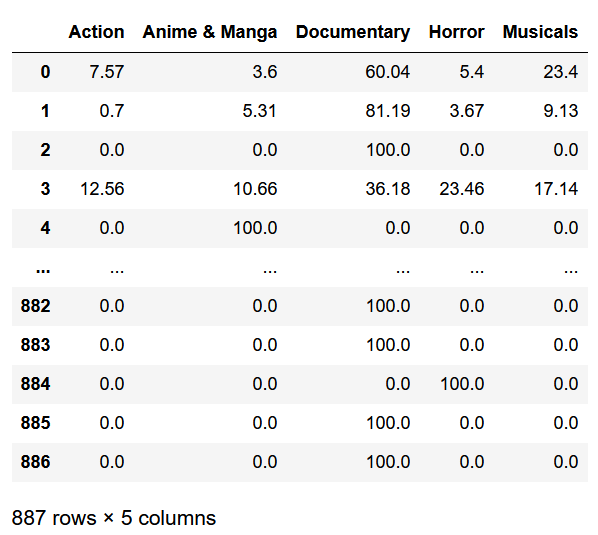 Action Anime & Manga Documentary Horror Musicals
0 7.57 3.6 60.04 5.4 23.4
1 0.7 5.31 81.19 3.67 9.13
2 0.0 0.0 100.0 0.0 0.0
3 12.56 10.66 36.18 23.46 17.14
4 0.0 100.0 0.0 0.0 0.0
... ... ... ... ... ...
882 0.0 0.0 100.0 0.0 0.0
883 0.0 0.0 100.0 0.0 0.0
884 0.0 0.0 0.0 100.0 0.0
885 0.0 0.0 100.0 0.0 0.0
886 0.0 0.0 100.0 0.0 0.0
887 rows × 5 columns